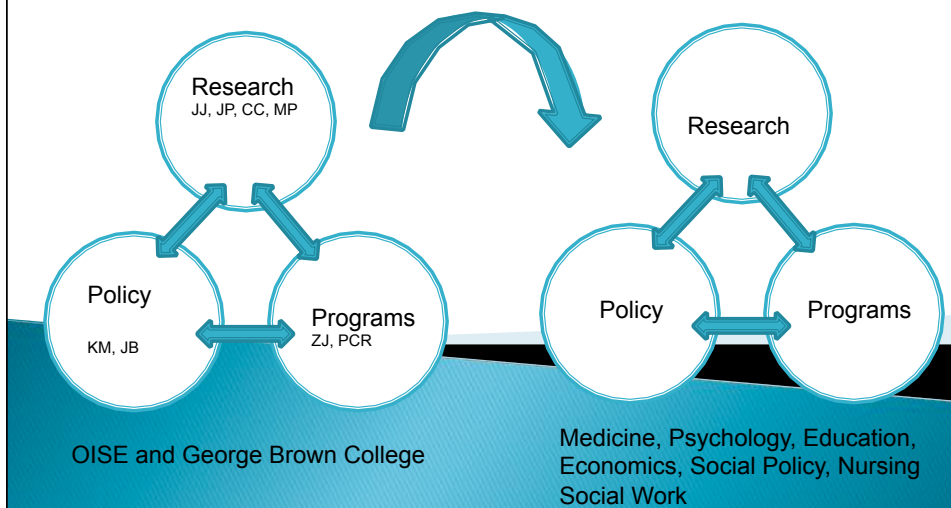 Research
JJ, JP, CC, MP
Policy
KM, JB
Programs
ZJ, PCR
OISE and George Brown College
Research
Policy
Programs
Medicine, Psychology, Education,
Economics, Social Policy, Nursing
Social Work